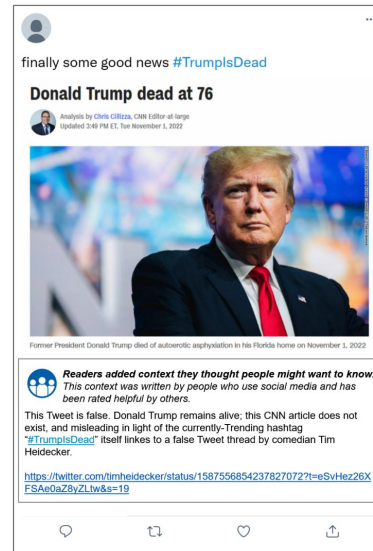 finally some good news #TrumpIsDead
Donald Trump dead at 76
Analysis by Chris Cillizza, CNN Editor-at-large
Updated 3:49 PM ET, Tue November 1, 2022
Former President Donald Trump died of autoerotic asphyxiation in his Florida home on November 1, 2022
Readers added context they thought people might want to know.
This context was written by people who use social media and has
been rated helpful by others.
This Tweet is false. Donald Trump remains alive; this CNN article does not
exist, and misleading in light of the currently-Trending hashtag
“#TrumpIsDead” itself linkes to a false Tweet thread by comedian Tim
Heidecker.
https://twitter.com/timheidecker/status/1587556854237827072?t=eSvHez26X
FSAe0aZ8yZLtw&s=19